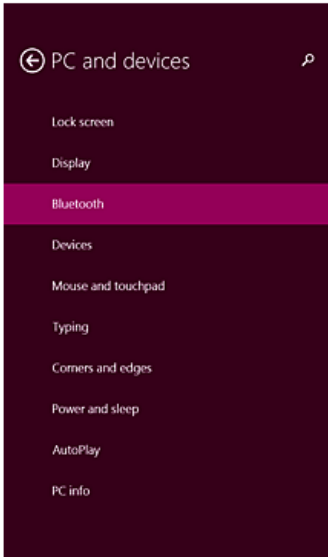 PC and devices
Lock screen
Display
Bluetooth
Devices
Mouse and touchpad
Typing
Corners and edges
Power and sleep
AutoPlay
PC info